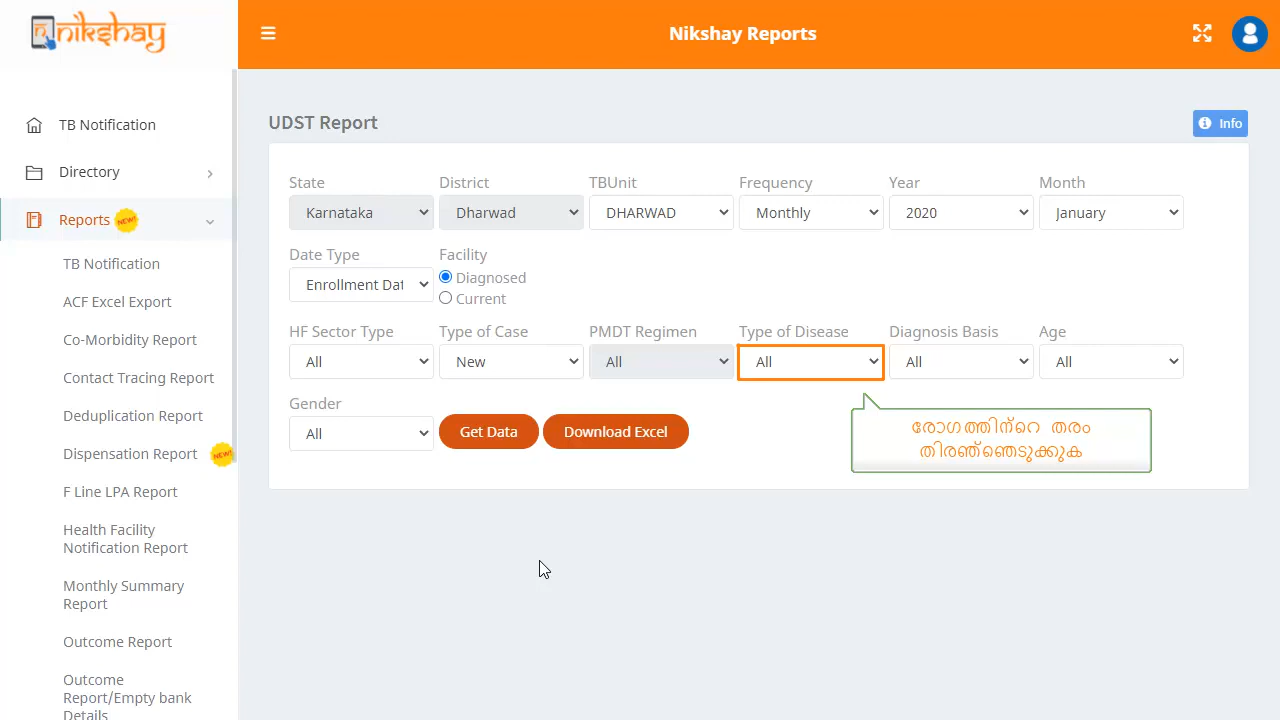 nikshay
Nikshay Reports
TB Notification
Directory
Reports NEW!
TB Notification
ACF Excel Export
Co-Morbidity Report
Contact Tracing Report
Deduplication Report
Dispensation Report NEW!
F Line LPA Report
Health Facility
Notification Report
Monthly Summary
Report
Outcome Report
Outcome
Report/Empty bank
Details
UDST Report
Info
State District TBUnit Frequency Year Month
Karnataka Dharwad DHARWAD Monthly 2020 January
Date Type Facility
Enrollment Dat Diagnosed
Current
HF Sector Type Type of Case PMDT Regimen Type of Disease Diagnosis Basis Age
All New All All All All
Gender
All Get Data Download Excel
രോഗത്തിന്റെ തരം
തിരഞ്ഞെടുക്കുക